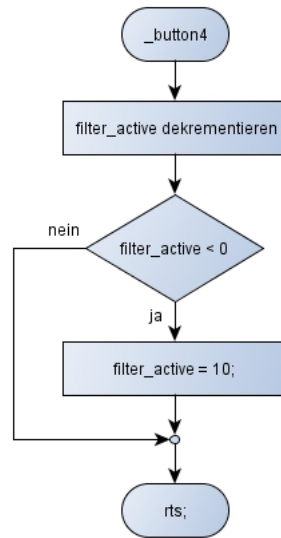 _button4
filter_active dekrementieren
nein
filter_active < 0
ja
filter_active = 10;
rts;